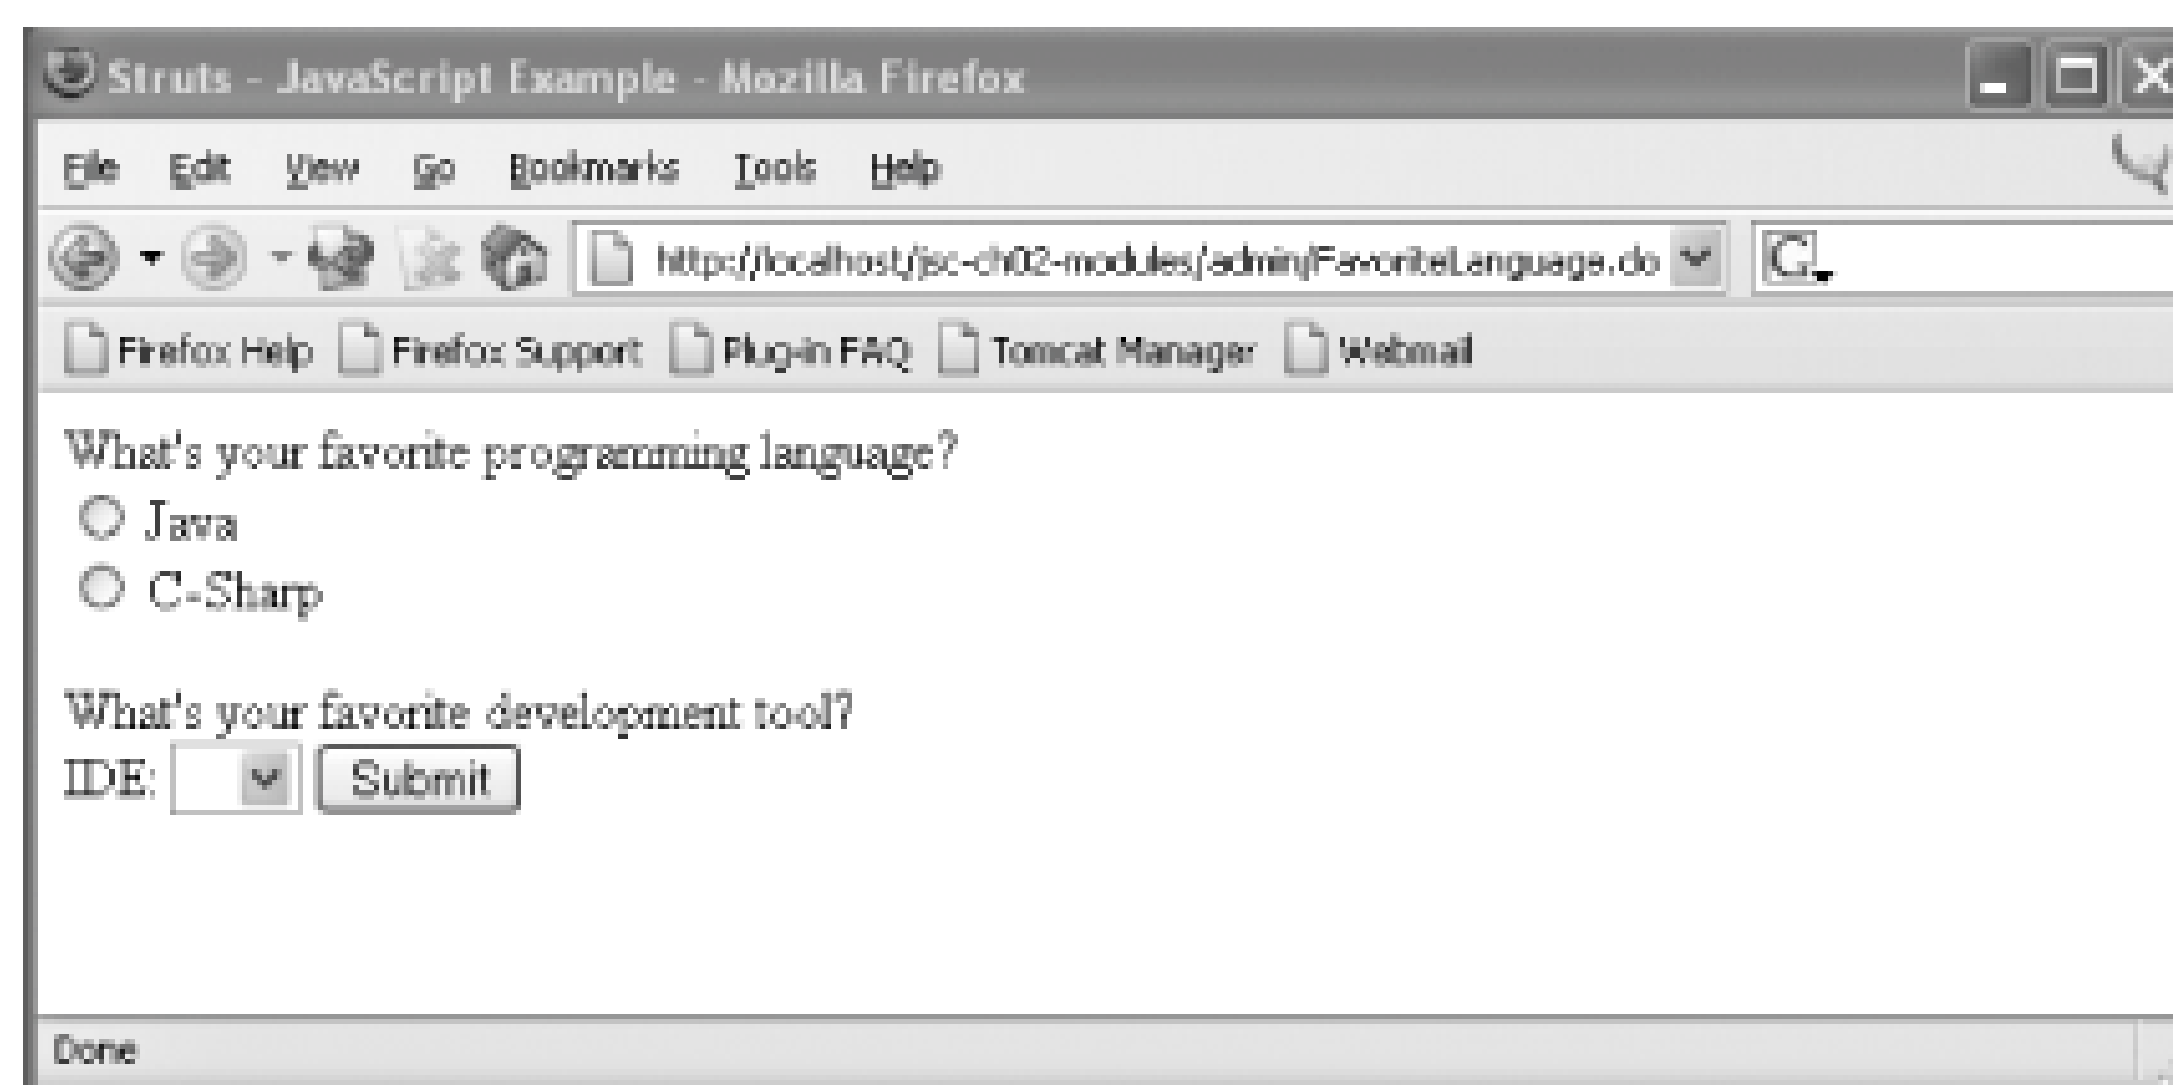 Struts - JavaScript Example - Mozilla Firefox
File Edit View Go Bookmarks Tools Help
http://localhost/jsc-ch02-modules/admin/FavoriteLanguage.do G
Firefox Help Firefox Support Plug-in FAQ Tomcat Manager Webmail
What's your favorite programming language?
Java
C-Sharp
What's your favorite development tool?
IDE: Submit
Done